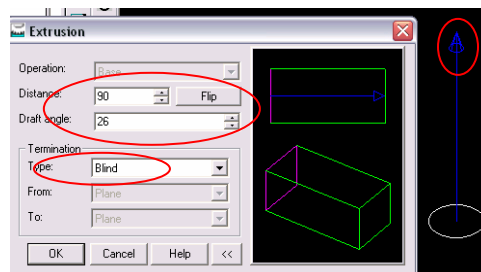 Extrusion
Operation: Base
Distance: 90 Flip
Draft angle: 26
Termination
Type: Blind
From: Plane
To: Plane
OK Cancel Help <<